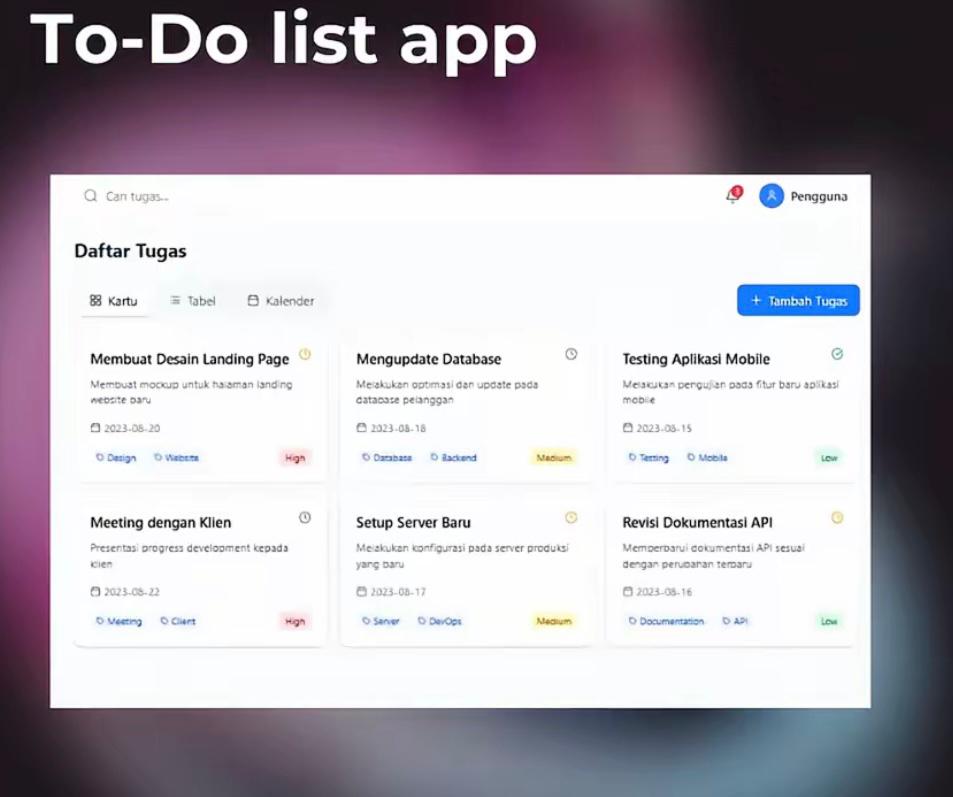 To-Do list app
Cari tugas...
3
Pengguna
Daftar Tugas
Kartu
Tabel
Kalender
Tambah Tugas
Membuat Desain Landing Page
Membuat mockup untuk halaman landing
website baru
2023-08-20
Design
Website
High
Mengupdate Database
Melakukan optimasi dan update pada
database pelanggan
2023-08-18
Database
Backend
Medium
Testing Aplikasi Mobile
Melakukan pengujian pada fitur baru aplikasi
mobile
2023-08-15
Testing
Mobile
Low
Meeting dengan Klien
Presentasi progress development kepada
klien
2023-08-22
Meeting
Client
High
Setup Server Baru
Melakukan konfigurasi pada server produksi
yang baru
2023-08-17
Server
DevOps
Medium
Revisi Dokumentasi API
Memperbarui dokumentasi API sesuai
dengan perubahan terbaru
2023-08-16
Documentation
API
Low